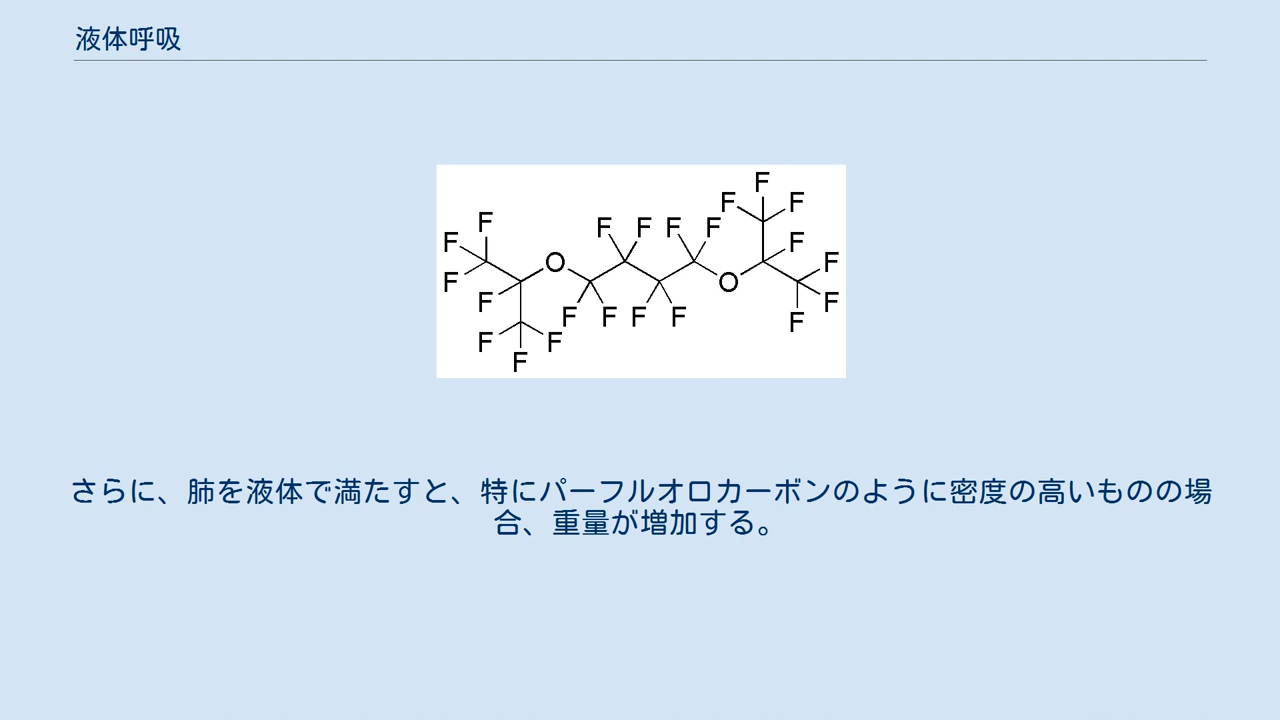 液体呼吸
F
F F F
F F F F F F F
F O F
F O F
F F F F F F
F F F
F
さらに、肺を液体で満たすと、特にパーフルオロカーボンのように密度の高いものの場
合、重量が増加する。